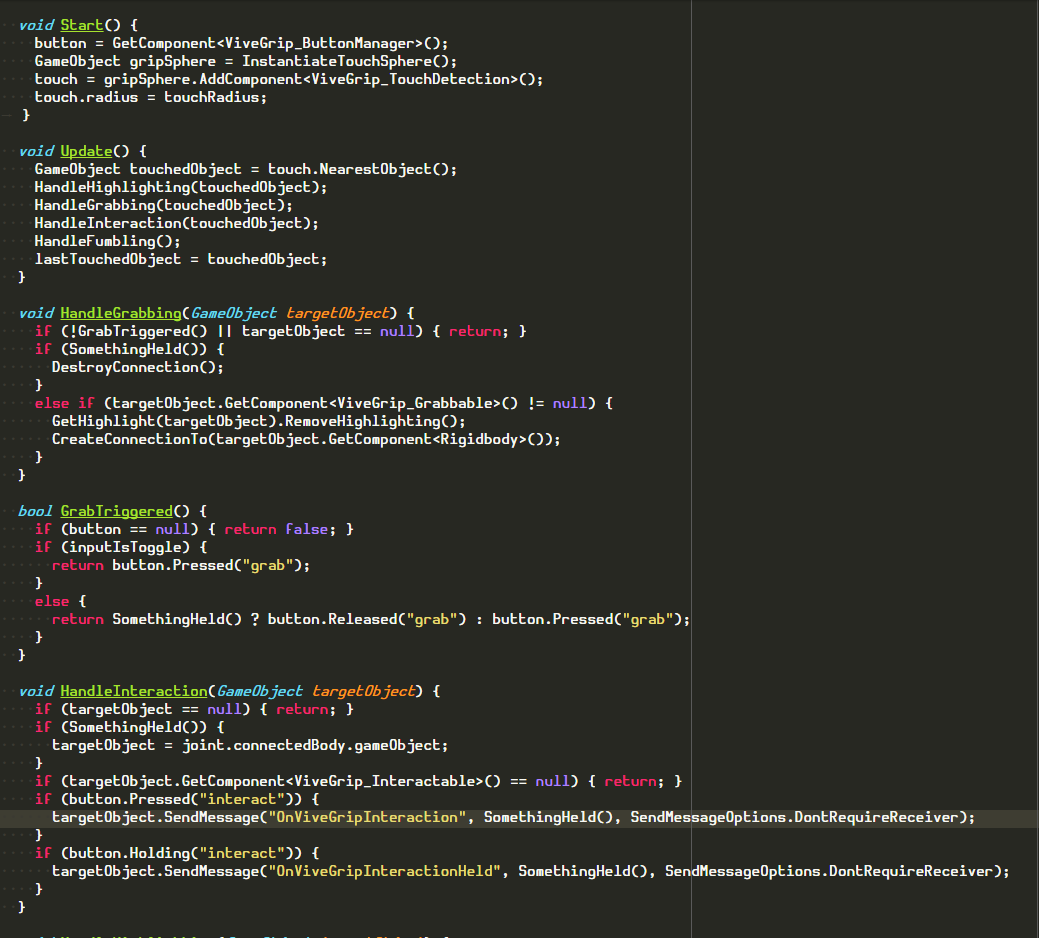 void Start() {
  button = GetComponent<ViveGrip_ButtonManager>();
  GameObject gripSphere = InstantiateTouchSphere();
  touch = gripSphere.AddComponent<ViveGrip_TouchDetection>();
  touch.radius = touchRadius;
}

void Update() {
  GameObject touchedObject = touch.NearestObject();
  HandleHighlighting(touchedObject);
  HandleGrabbing(touchedObject);
  HandleInteraction(touchedObject);
  HandleFumbling();
  lastTouchedObject = touchedObject;
}

void HandleGrabbing(GameObject targetObject) {
  if (!GrabTriggered() || targetObject == null) { return; }
  if (SomethingHeld()) {
    DestroyConnection();
  }
  else if (targetObject.GetComponent<ViveGrip_Grabbable>() != null) {
    GetHighlight(targetObject).RemoveHighlighting();
    CreateConnectionTo(targetObject.GetComponent<Rigidbody>());
  }
}

bool GrabTriggered() {
  if (button == null) { return false; }
  if (inputIsToggle) {
    return button.Pressed("grab");
  }
  else {
    return SomethingHeld() ? button.Released("grab") : button.Pressed("grab");
  }
}

void HandleInteraction(GameObject targetObject) {
  if (targetObject == null) { return; }
  if (SomethingHeld()) {
    targetObject = joint.connectedBody.gameObject;
  }
  if (targetObject.GetComponent<ViveGrip_Interactable>() == null) { return; }
  if (button.Pressed("interact")) {
    targetObject.SendMessage("OnViveGripInteraction", SomethingHeld(), SendMessageOptions.DontRequireReceiver);
  }
  if (button.Holding("interact")) {
    targetObject.SendMessage("OnViveGripInteractionHeld", SomethingHeld(), SendMessageOptions.DontRequireReceiver);
  }
}